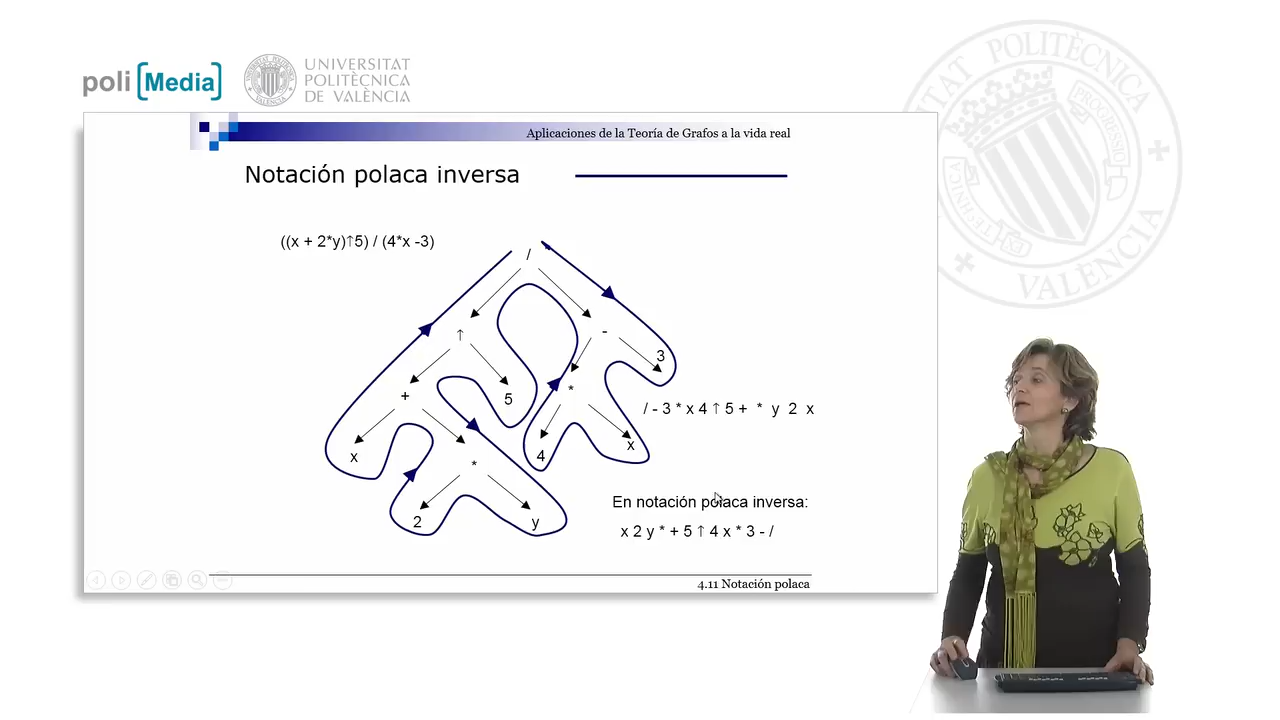 poli [Media]
UNIVERSITAT
POLITÈCNICA
DE VALÈNCIA
Aplicaciones de la Teoría de Grafos a la vida real
Notación polaca inversa
((x + 2*y)↑5) / (4*x -3)
/
↑ -
3
+ 5 *
x 4 x
*
2 y
/ - 3 * x 4 ↑ 5 + * y 2 x
En notación polaca inversa:
x 2 y * + 5 ↑ 4 x * 3 - /
4.11 Notación polaca
POLITÈCNICA
VALÈNCIA